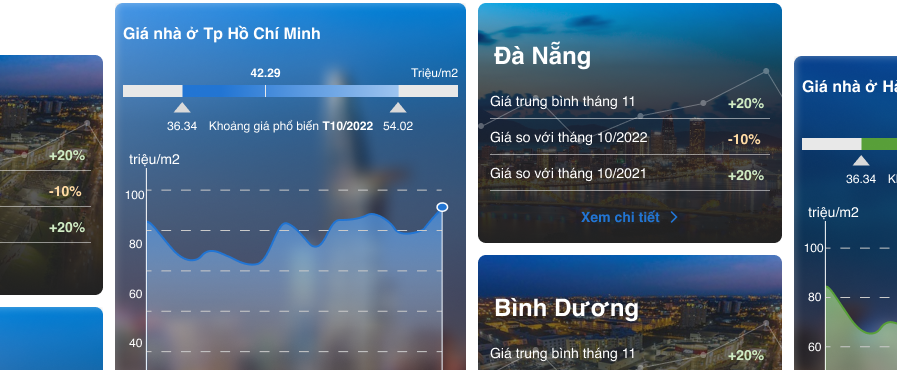 +20%
-10%
+20%
Giá nhà ở Tp Hồ Chí Minh
42.29 Triệu/m2
36.34 Khoảng giá phổ biến T10/2022 54.02
triệu/m2
100
80
60
40
Đà Nẵng
Giá trung bình tháng 11 +20%
Giá so với tháng 10/2022 -10%
Giá so với tháng 10/2021 +20%
Xem chi tiết
Bình Dương
Giá trung bình tháng 11 +20%
Giá nhà ở Hà
36.34 K
triệu/m2
100
80
60